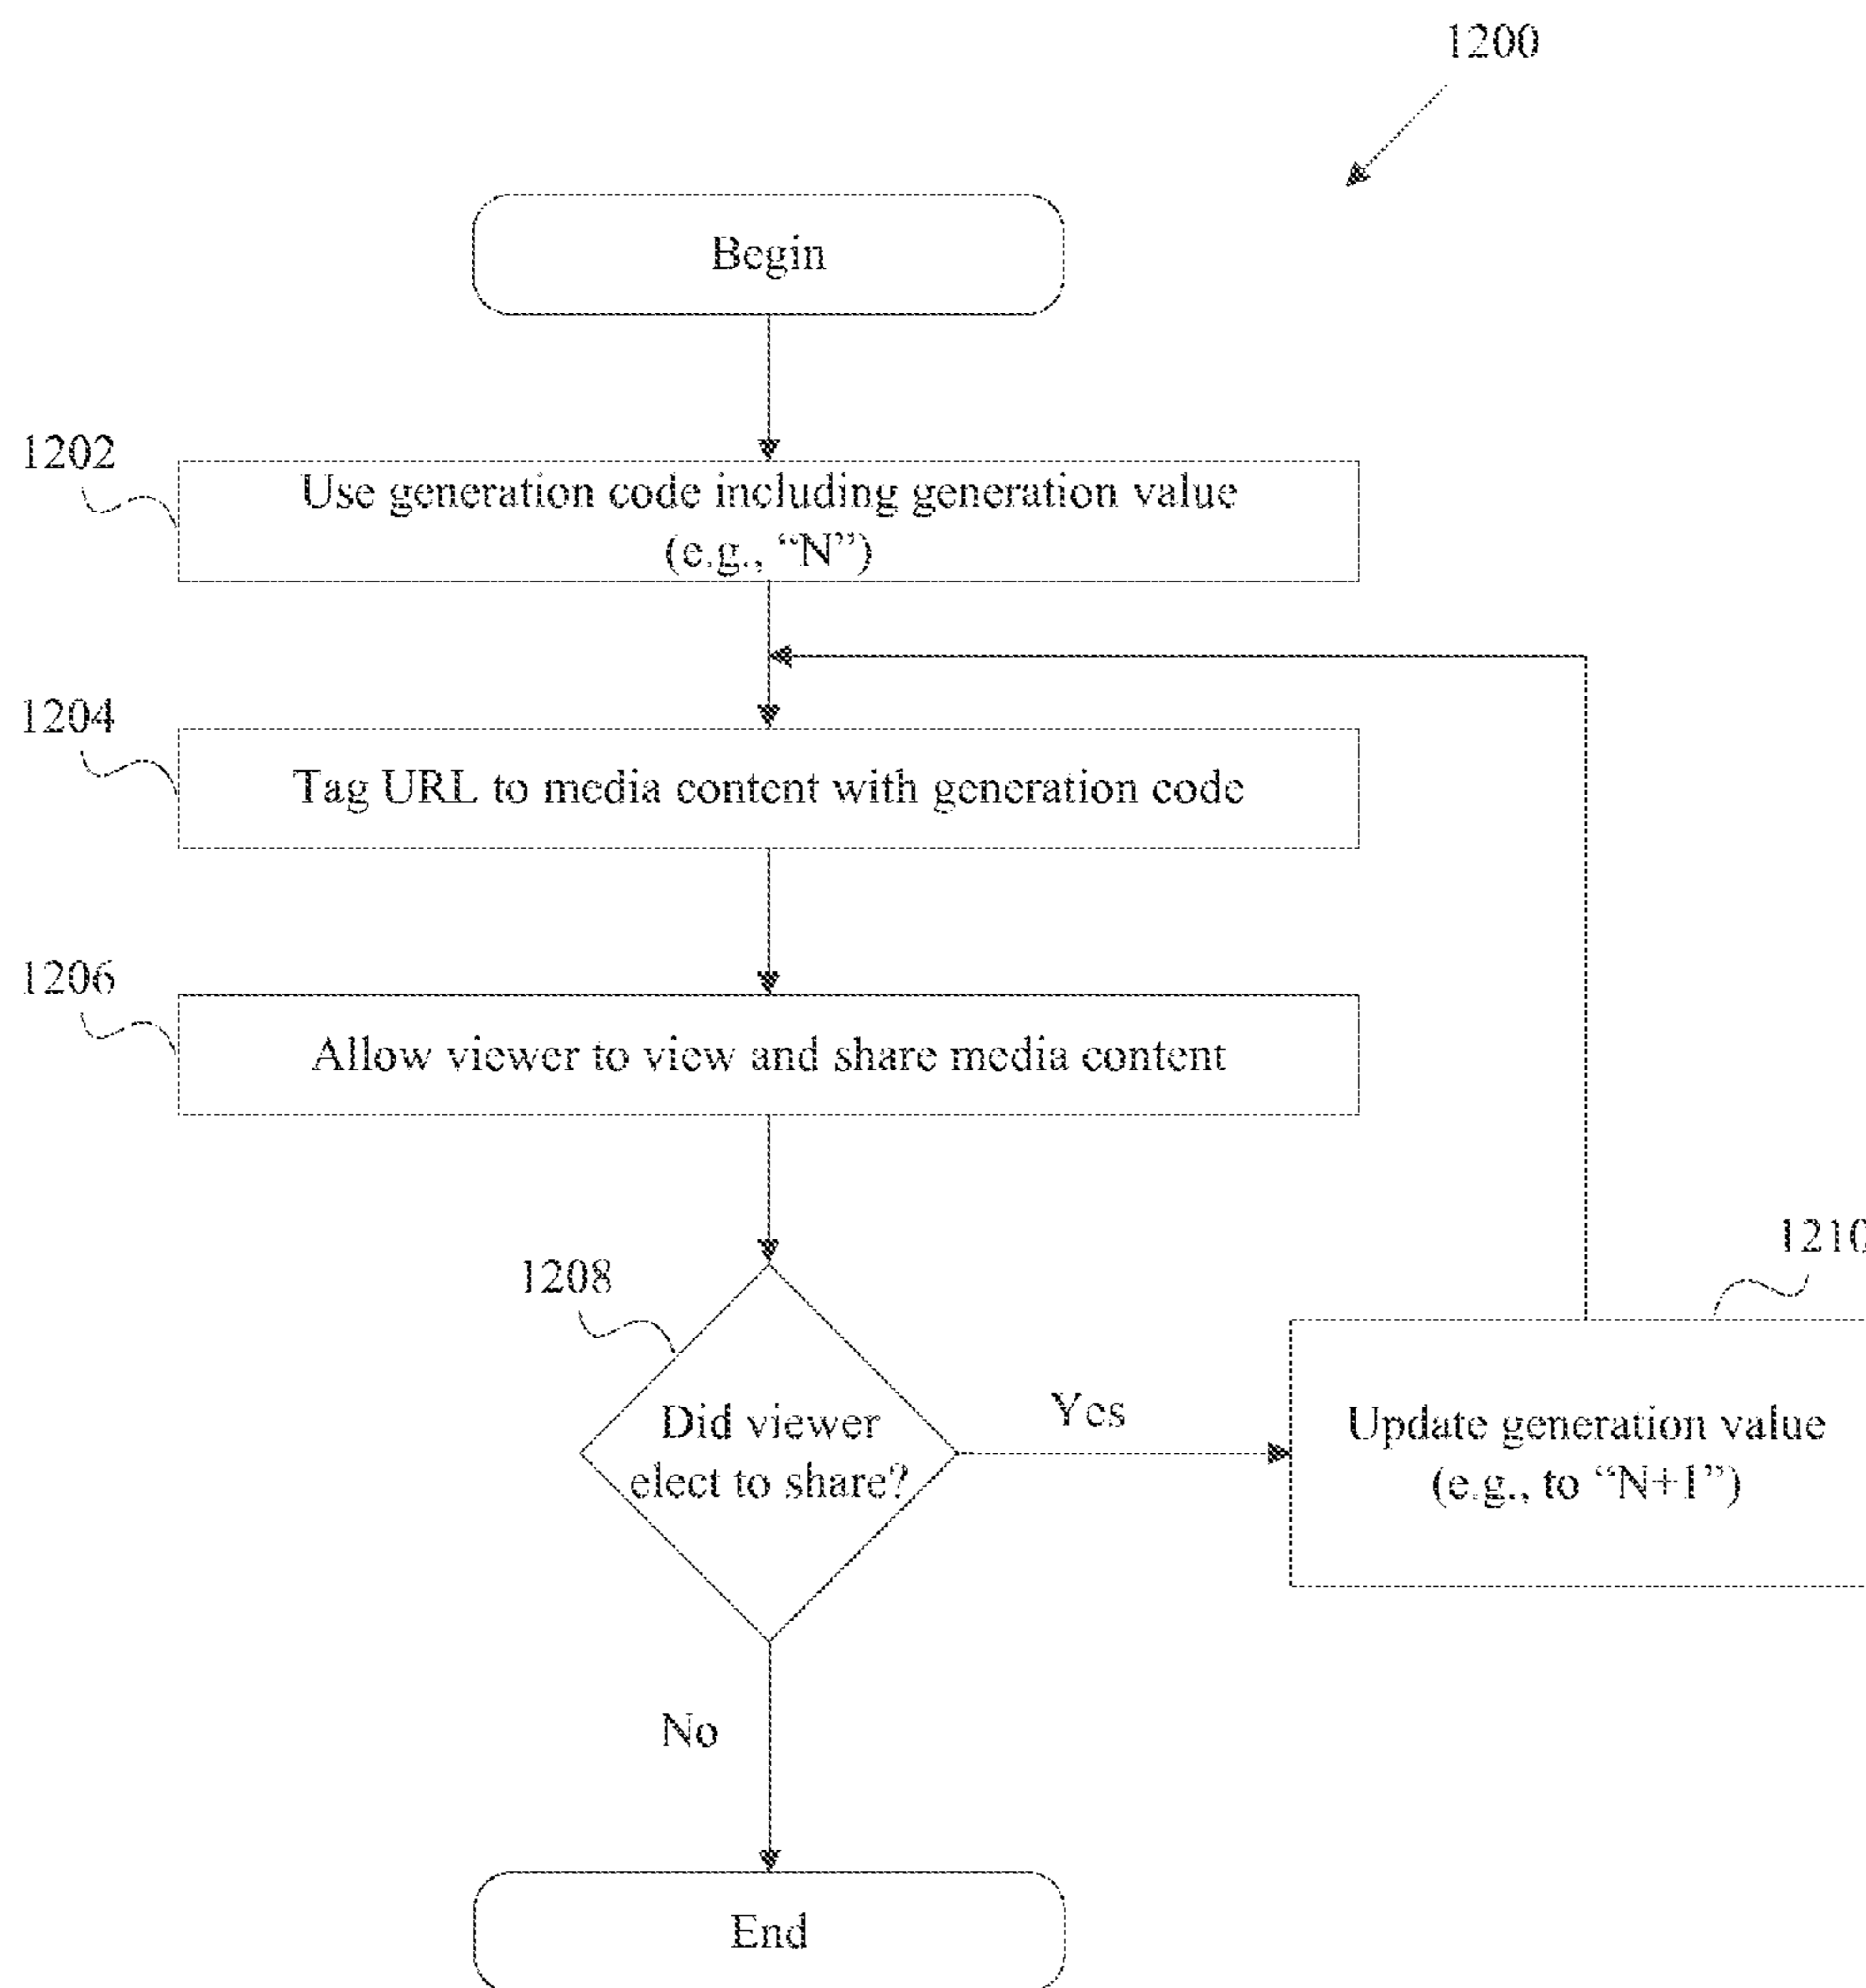 1200
Begin
1202
Use generation code including generation value
(e.g., “N”)
1204
Tag URL to media content with generation code
1206
Allow viewer to view and share media content
1208
Did viewer
elect to share?
Yes
1210
Update generation value
(e.g., to “N+1”)
No
End